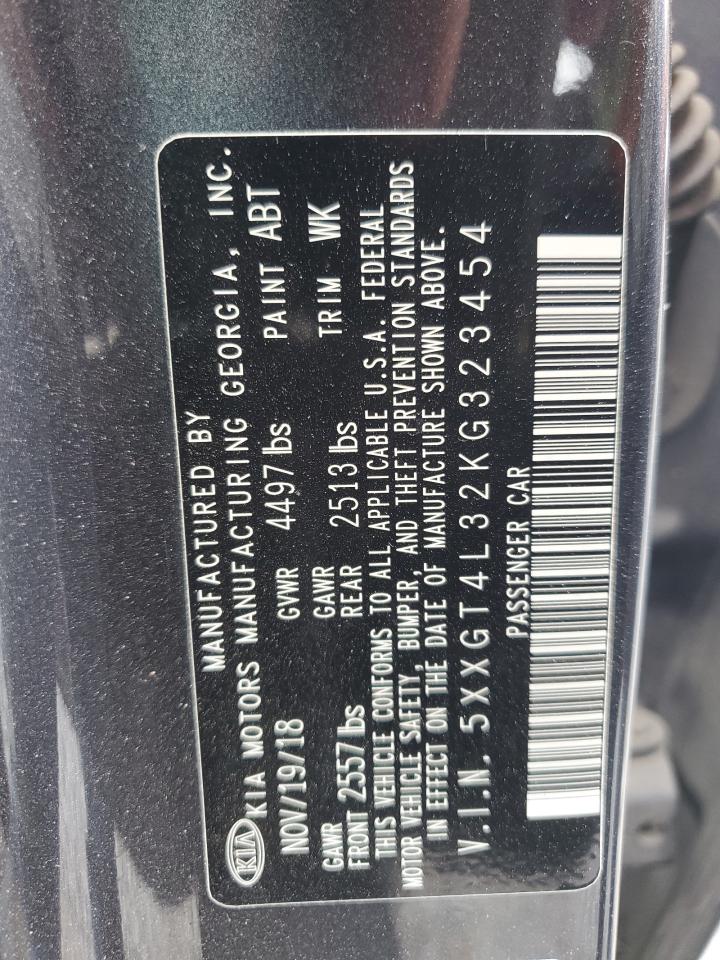 MANUFACTURED BY
KIA KIA MOTORS MANUFACTURING GEORGIA, INC.
NOV/19/18 GVWR 4497 lbs PAINT ABT
GAWR FRONT 2557 lbs GAWR REAR 2513 lbs TRIM WK
THIS VEHICLE CONFORMS TO ALL APPLICABLE U.S.A. FEDERAL
MOTOR VEHICLE SAFETY, BUMPER, AND THEFT PREVENTION STANDARDS
IN EFFECT ON THE DATE OF MANUFACTURE SHOWN ABOVE.
V.I.N. 5XXGT4L32KG323454
PASSENGER CAR